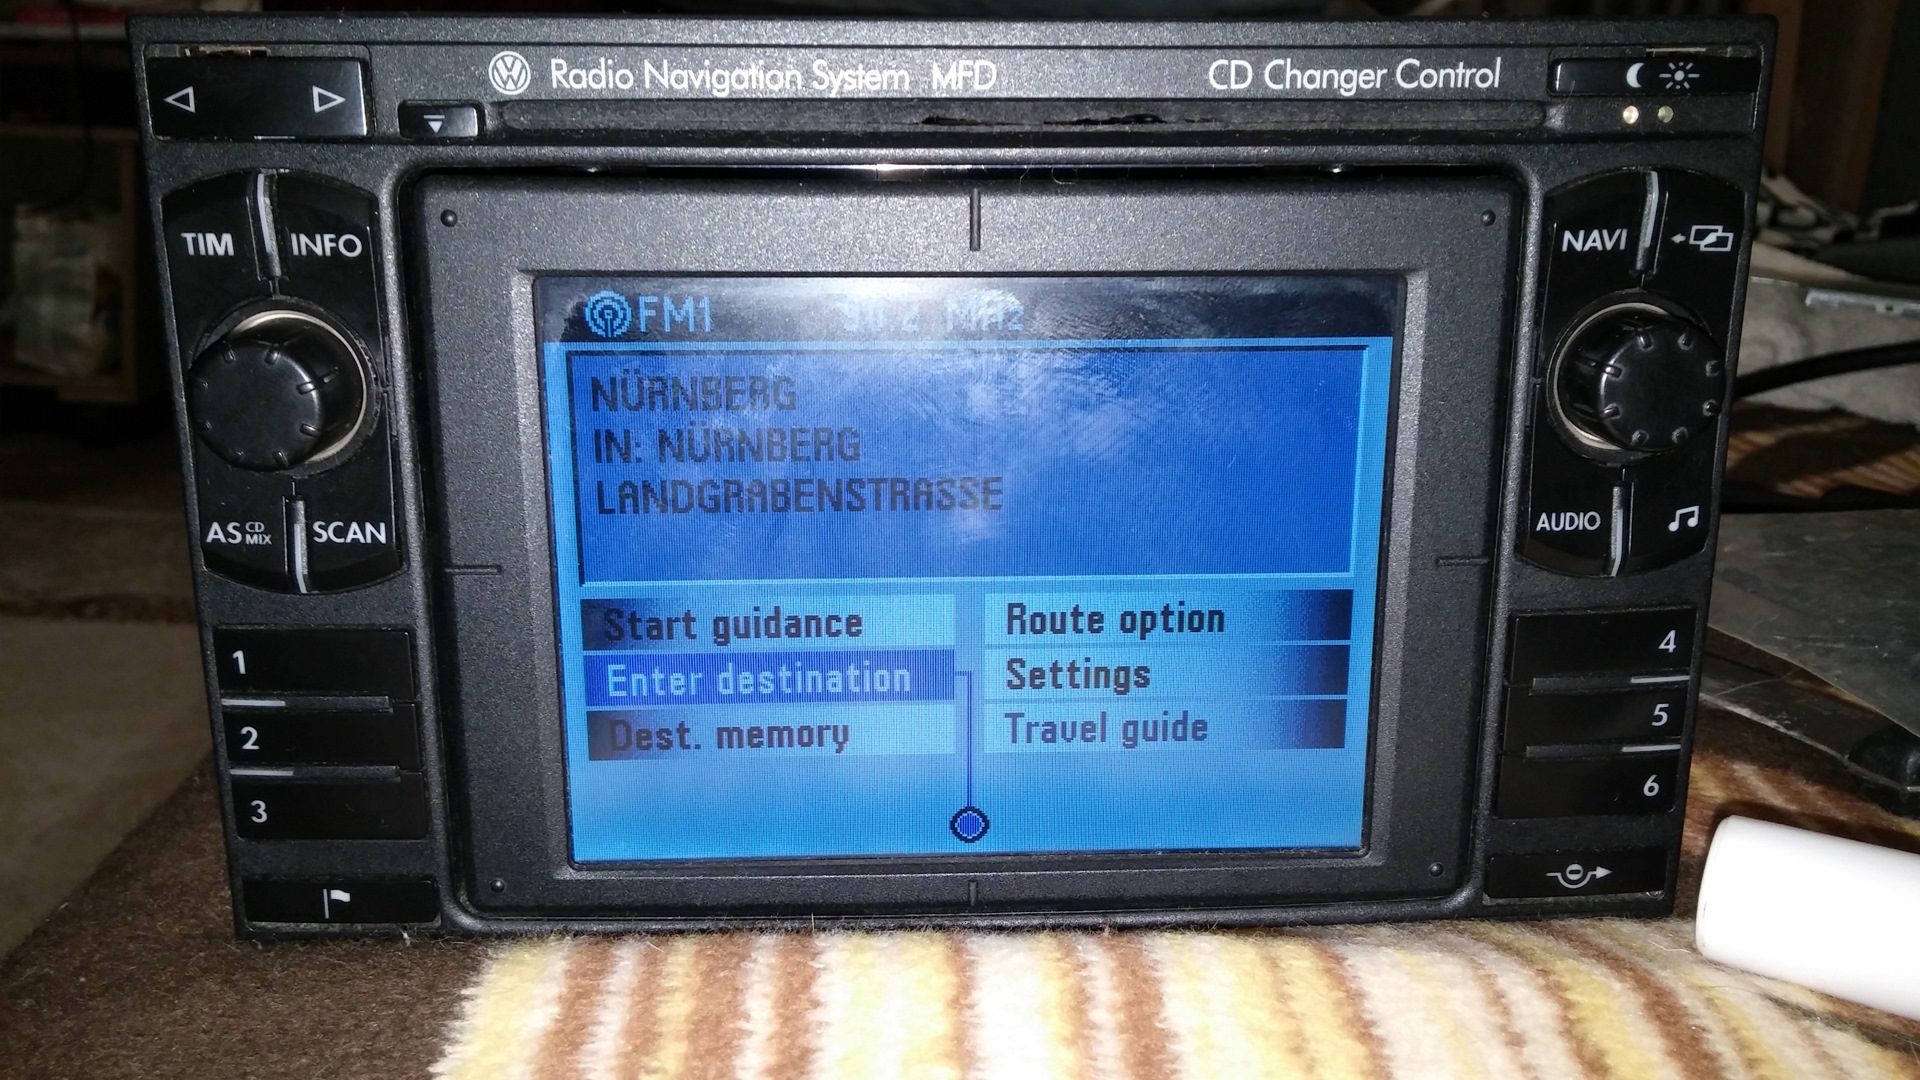 Radio Navigation System MFD
CD Changer Control
TIM
INFO
NAVI
AS CD MIX
SCAN
AUDIO
FM1
MHz
NÜRNBERG
IN: NÜRNBERG
LANDGRABENSTRASSE
Start guidance
Route option
Enter destination
Settings
Dest. memory
Travel guide
1
2
3
4
5
6